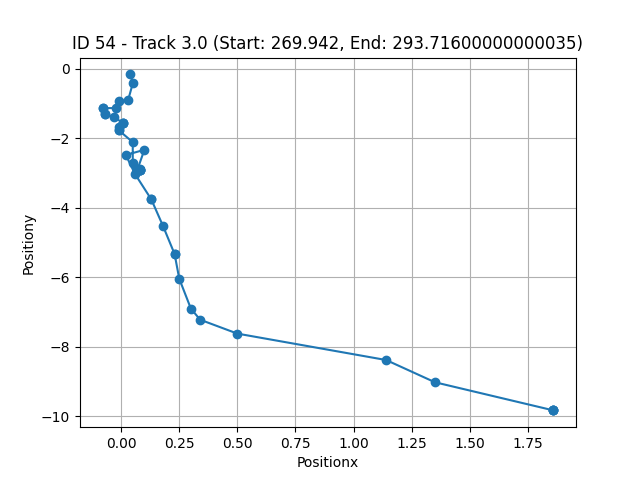 ID 54 - Track 3.0 (Start: 269.942, End: 293.71600000000035)
0
−2
−4
−6
−8
−10
Positiony
0.00 0.25 0.50 0.75 1.00 1.25 1.50 1.75
Positionx